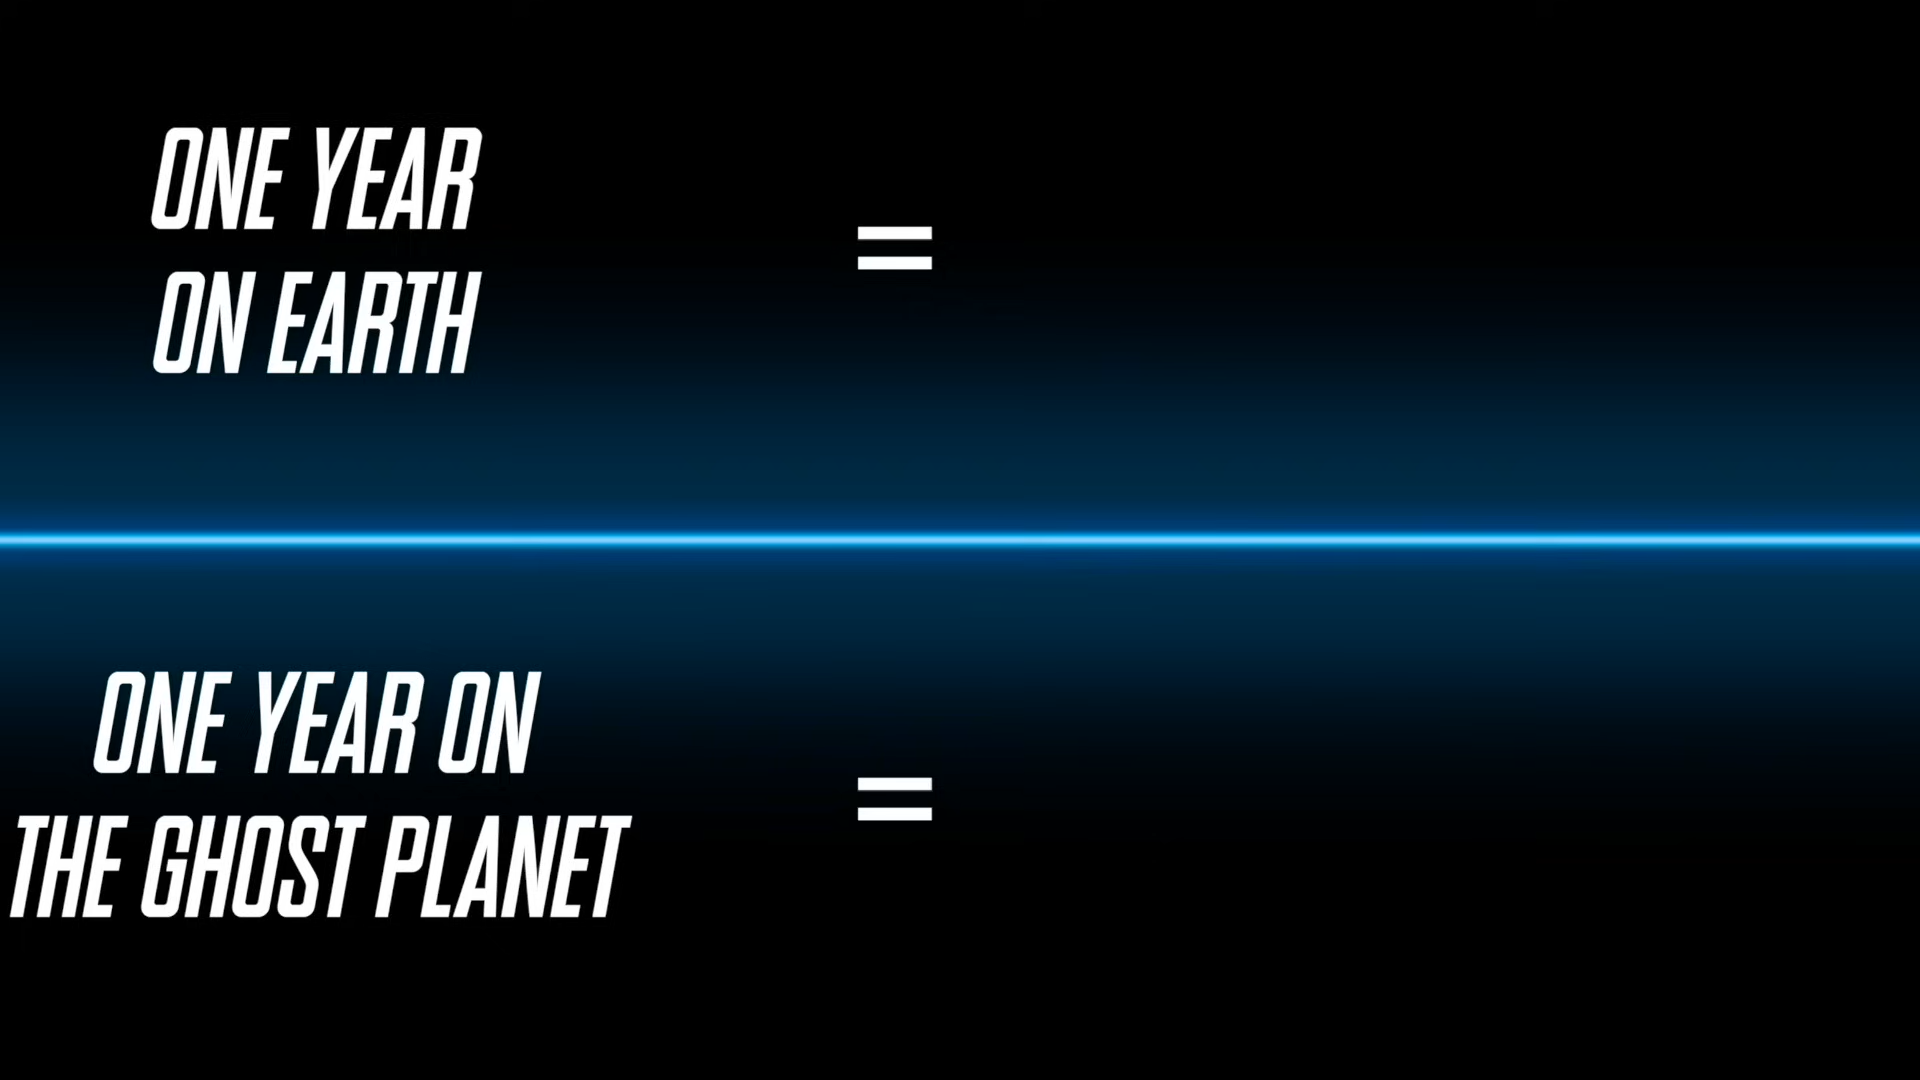 ONE YEAR
ON EARTH
=
ONE YEAR ON
THE GHOST PLANET
=